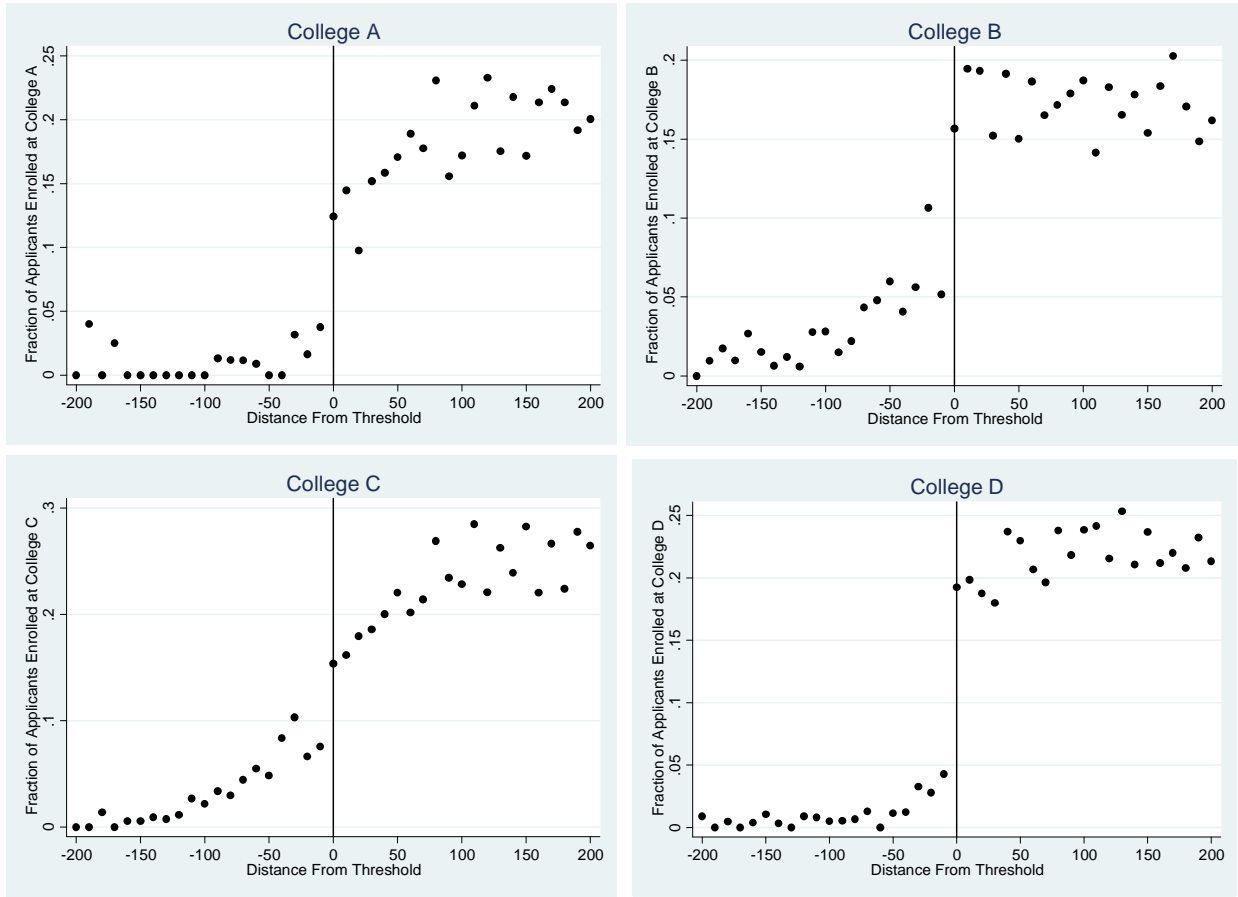 College A
Fraction of Applicants Enrolled at College A
.25
.2
.15
.1
.05
0
-200 -150 -100 -50 0 50 100 150 200
Distance From Threshold
College B
Fraction of Applicants Enrolled at College B
.2
.15
.1
.05
0
-200 -150 -100 -50 0 50 100 150 200
Distance From Threshold
College C
Fraction of Applicants Enrolled at College C
.3
.2
.1
0
-200 -150 -100 -50 0 50 100 150 200
Distance From Threshold
College D
Fraction of Applicants Enrolled at College D
.25
.2
.15
.1
.05
0
-200 -150 -100 -50 0 50 100 150 200
Distance From Threshold